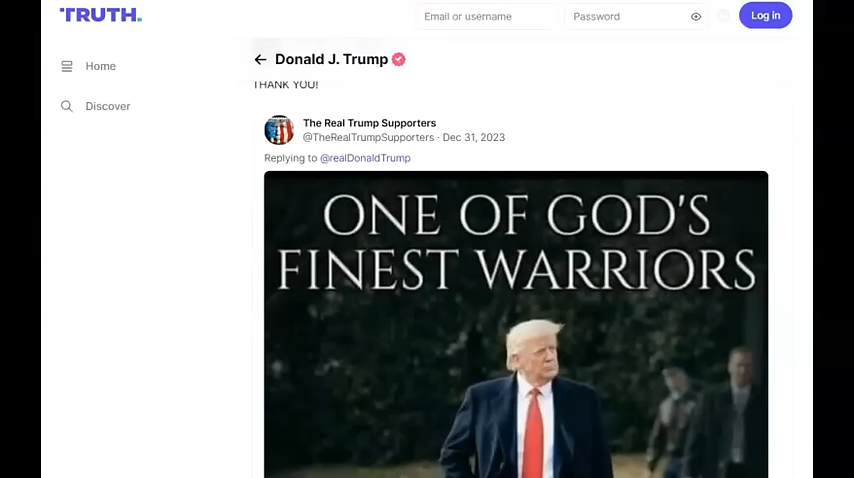 TRUTH.
Email or username
Password
Log in
Home
Discover
Donald J. Trump
THANK YOU!
The Real Trump Supporters
@TheRealTrumpSupporters · Dec 31, 2023
Replying to @realDonaldTrump
ONE OF GOD'S
FINEST WARRIORS